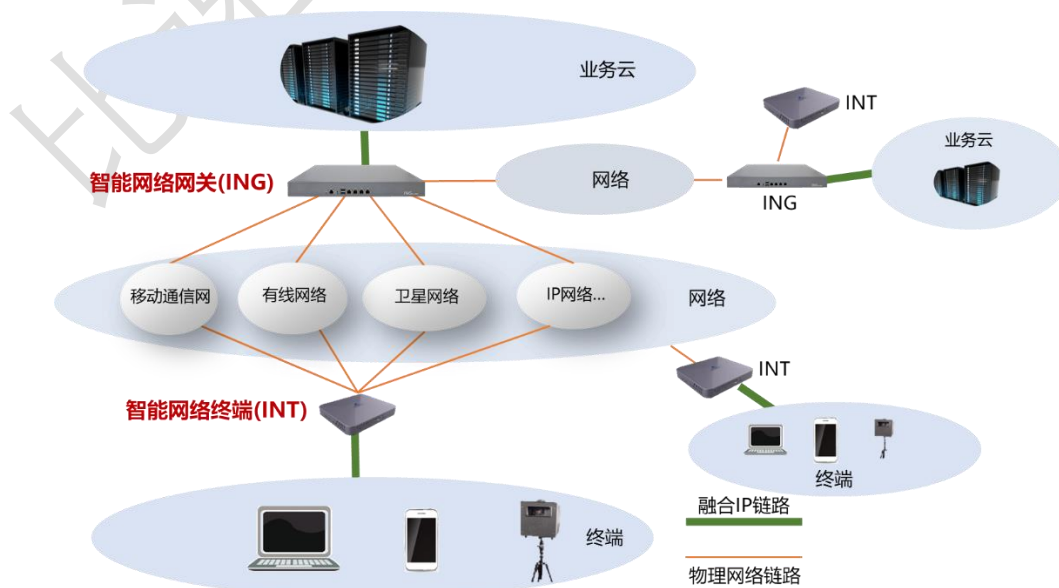 业务云
INT
业务云
智能网络网关(ING)
网络
ING
移动通信网
有线网络
卫星网络
IP网络...
网络
INT
智能网络终端(INT)
终端
融合IP链路
终端
物理网络链路